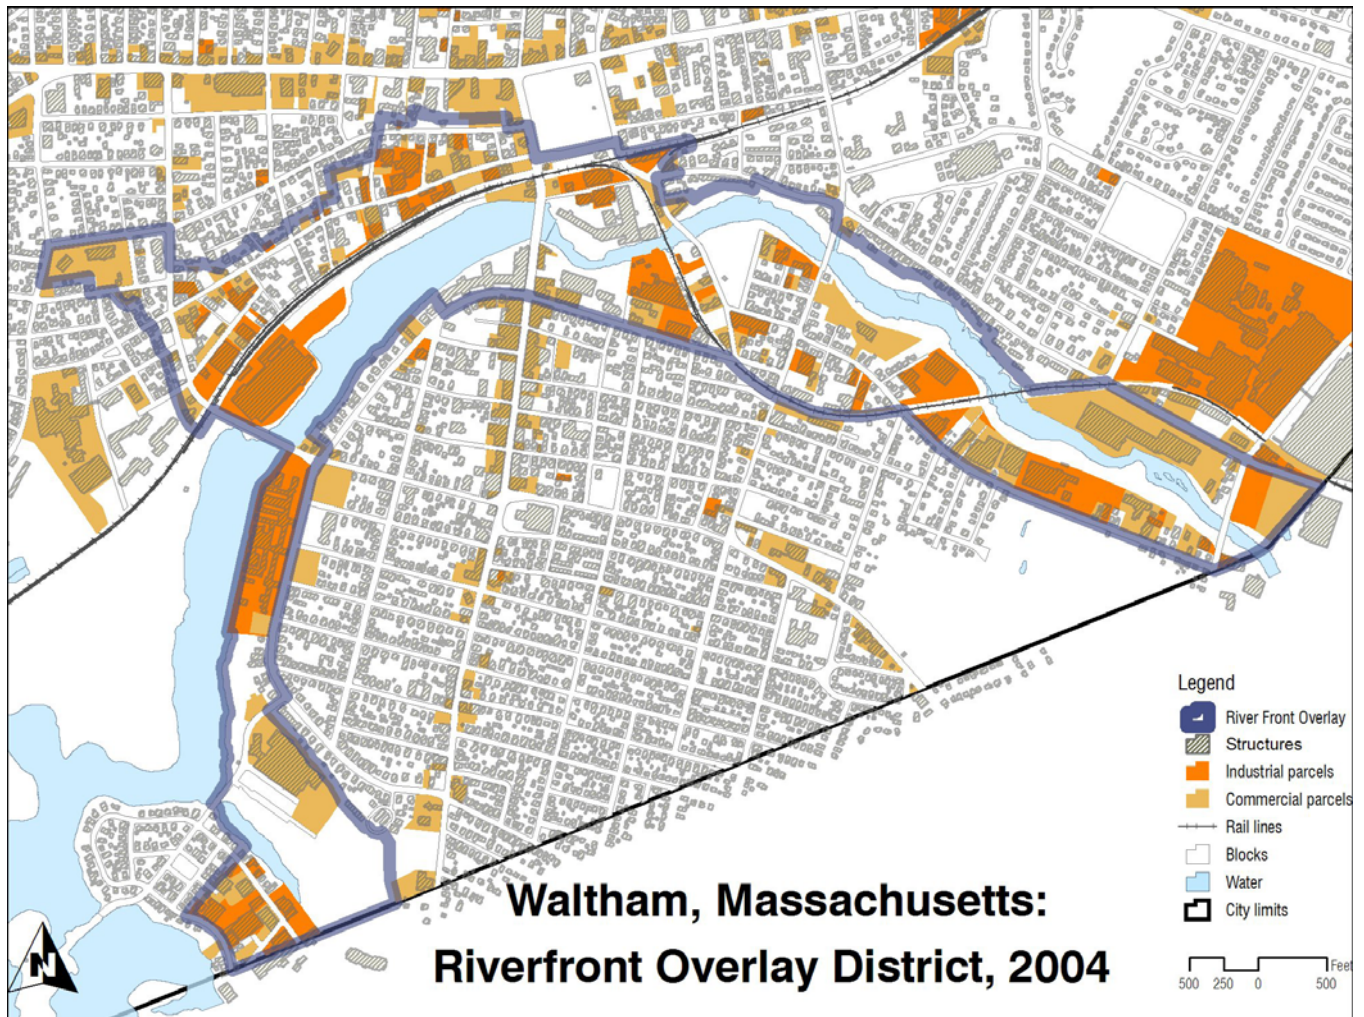 Legend
River Front Overlay
Structures
Industrial parcels
Commercial parcels
Rail lines
Blocks
Water
City limits
Feet
500 250 0 500
N
Waltham, Massachusetts:
Riverfront Overlay District, 2004